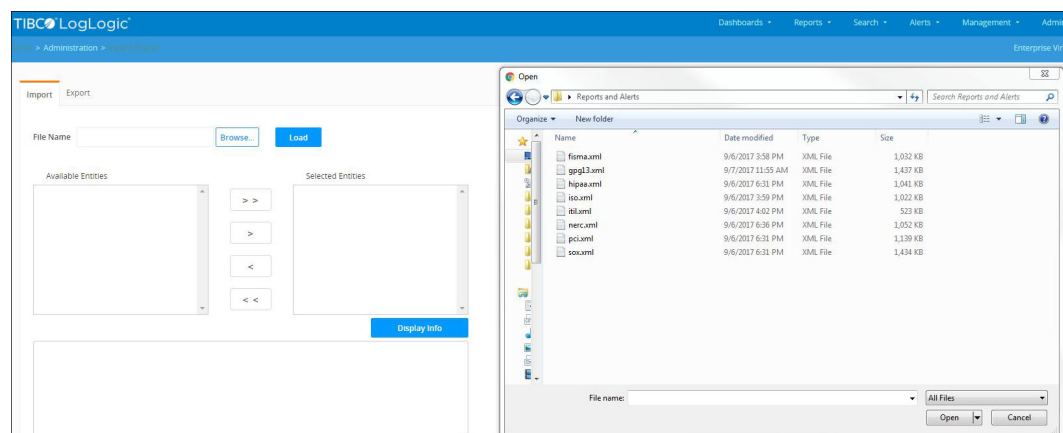 TIBCO LogLogic®
Dashboards Reports Search Alerts Management Admi
> Administration >
Enterprise Vir
Import Export
File Name Browse... Load
Available Entities Selected Entities
> >
>
<
< <
Display Info
Open
Reports and Alerts Search Reports and Alerts
Organize New folder
Name Date modified Type Size
fisma.xml 9/6/2017 3:58 PM XML File 1,032 KB
gpg13.xml 9/7/2017 11:55 AM XML File 1,437 KB
hipaa.xml 9/6/2017 6:31 PM XML File 1,041 KB
iso.xml 9/6/2017 3:59 PM XML File 1,022 KB
itil.xml 9/6/2017 4:02 PM XML File 523 KB
nerc.xml 9/6/2017 6:36 PM XML File 1,052 KB
pci.xml 9/6/2017 6:31 PM XML File 1,139 KB
sox.xml 9/6/2017 6:31 PM XML File 1,434 KB
File name: All Files
Open Cancel